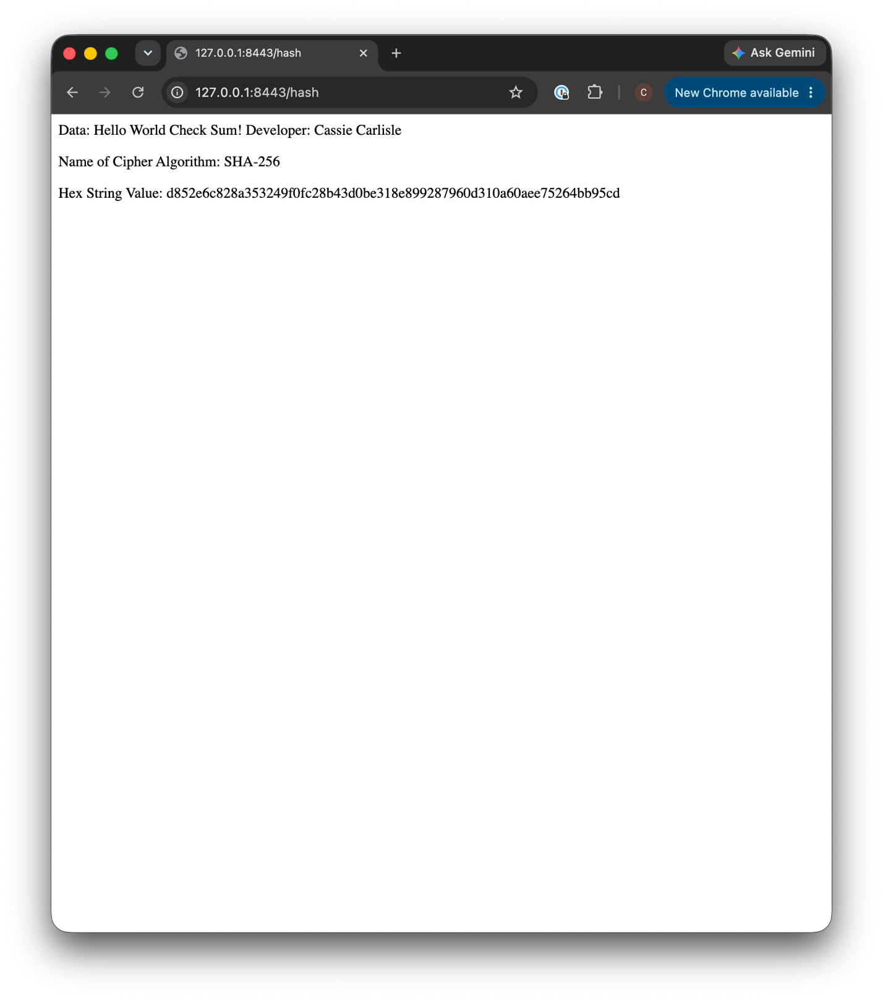 127.0.0.1:8443/hash
Ask Gemini
127.0.0.1:8443/hash
C
New Chrome available
Data: Hello World Check Sum! Developer: Cassie Carlisle
Name of Cipher Algorithm: SHA-256
Hex String Value: d852e6c828a353249f0fc28b43d0be318e899287960d310a60aee75264bb95cd